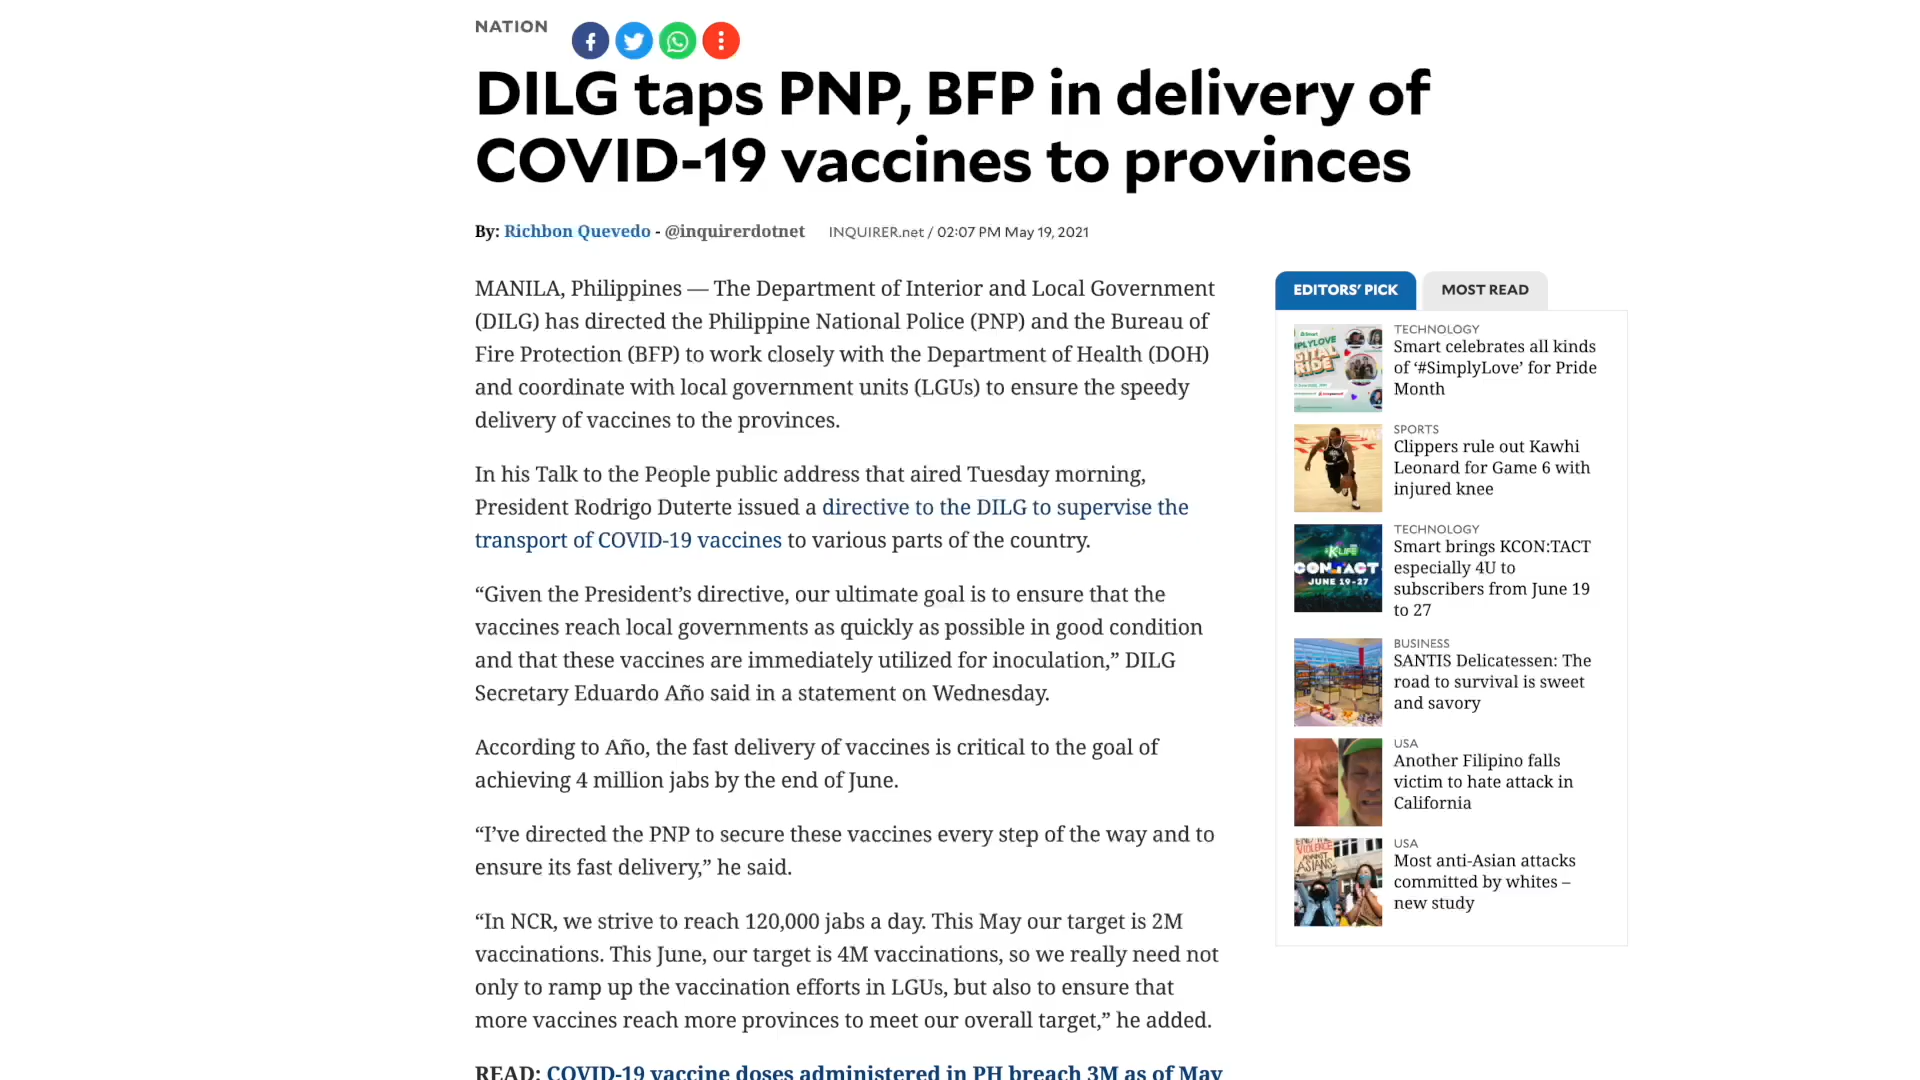 NATION
DILG taps PNP, BFP in delivery of
COVID-19 vaccines to provinces
By: Richbon Quevedo - @inquirerdotnet INQUIRER.net / 02:07 PM May 19, 2021
MANILA, Philippines — The Department of Interior and Local Government
(DILG) has directed the Philippine National Police (PNP) and the Bureau of
Fire Protection (BFP) to work closely with the Department of Health (DOH)
and coordinate with local government units (LGUs) to ensure the speedy
delivery of vaccines to the provinces.
In his Talk to the People public address that aired Tuesday morning,
President Rodrigo Duterte issued a directive to the DILG to supervise the
transport of COVID-19 vaccines to various parts of the country.
“Given the President’s directive, our ultimate goal is to ensure that the
vaccines reach local governments as quickly as possible in good condition
and that these vaccines are immediately utilized for inoculation,” DILG
Secretary Eduardo Año said in a statement on Wednesday.
According to Año, the fast delivery of vaccines is critical to the goal of
achieving 4 million jabs by the end of June.
“I’ve directed the PNP to secure these vaccines every step of the way and to
ensure its fast delivery,” he said.
“In NCR, we strive to reach 120,000 jabs a day. This May our target is 2M
vaccinations. This June, our target is 4M vaccinations, so we really need not
only to ramp up the vaccination efforts in LGUs, but also to ensure that
more vaccines reach more provinces to meet our overall target,” he added.
READ: COVID-19 vaccine doses administered in PH breach 3M as of May
EDITORS’ PICK MOST READ
TECHNOLOGY
Smart celebrates all kinds
of ‘#SimplyLove’ for Pride
Month
SPORTS
Clippers rule out Kawhi
Leonard for Game 6 with
injured knee
CONTACT
JUNE 19-27
TECHNOLOGY
Smart brings KCON:TACT
especially 4U to
subscribers from June 19
to 27
BUSINESS
SANTIS Delicatessen: The
road to survival is sweet
and savory
USA
Another Filipino falls
victim to hate attack in
California
VIOLENCE
AGAINST
ASIANS
USA
Most anti-Asian attacks
committed by whites –
new study